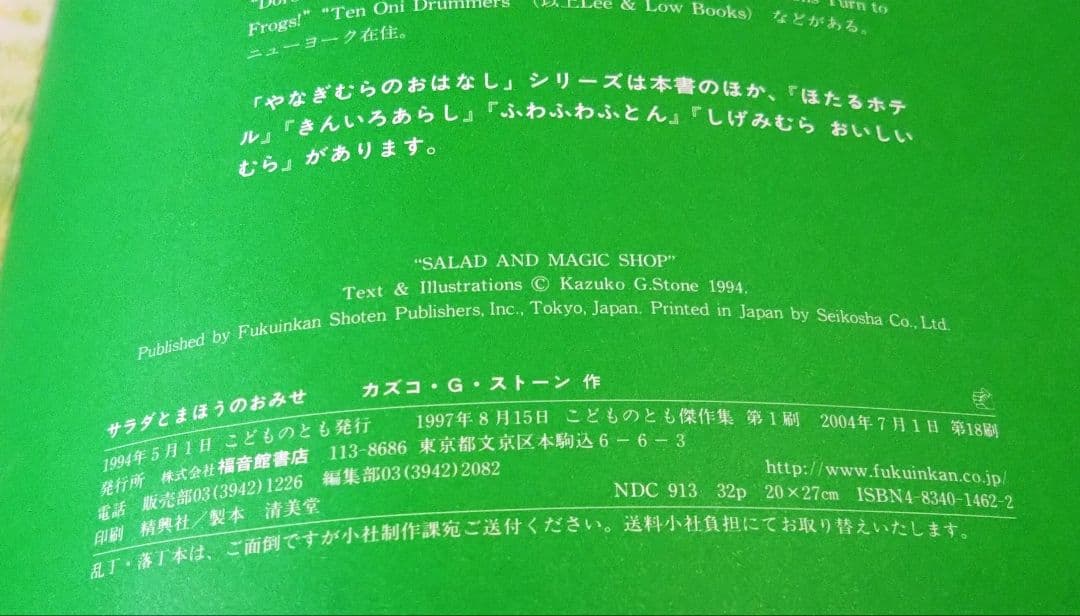 Frogs!” “Ten Oni Drummers” (以上Lee & Low Books) などがある。
ニューヨーク在住。
「やなぎむらのおはなし」シリーズは本書のほか、『ほたるホテ
ル』『きんいろあらし』『ふわふわふとん』『しげみむら おいしい
むら』があります。
“SALAD AND MAGIC SHOP”
Text & Illustrations © Kazuko G.Stone 1994.
Published by Fukuinkan Shoten Publishers, Inc., Tokyo, Japan. Printed in Japan by Seikosha Co., Ltd.
サラダとまほうのおみせ カズコ・G・ストーン 作
1994年5月1日 こどものとも発行 1997年8月15日 こどものとも傑作集 第1刷 2004年7月1日 第18刷
発行所 株式会社 福音館書店 113-8686 東京都文京区本駒込6-6-3
電話 販売部03(3942)1226 編集部03(3942)2082 http://www.fukuinkan.co.jp/
印刷 精興社/製本 清美堂 NDC 913 32p 20×27cm ISBN4-8340-1462-2
乱丁・落丁本は、ご面倒ですが小社制作課宛ご送付ください。送料小社負担にてお取り替えいたします。